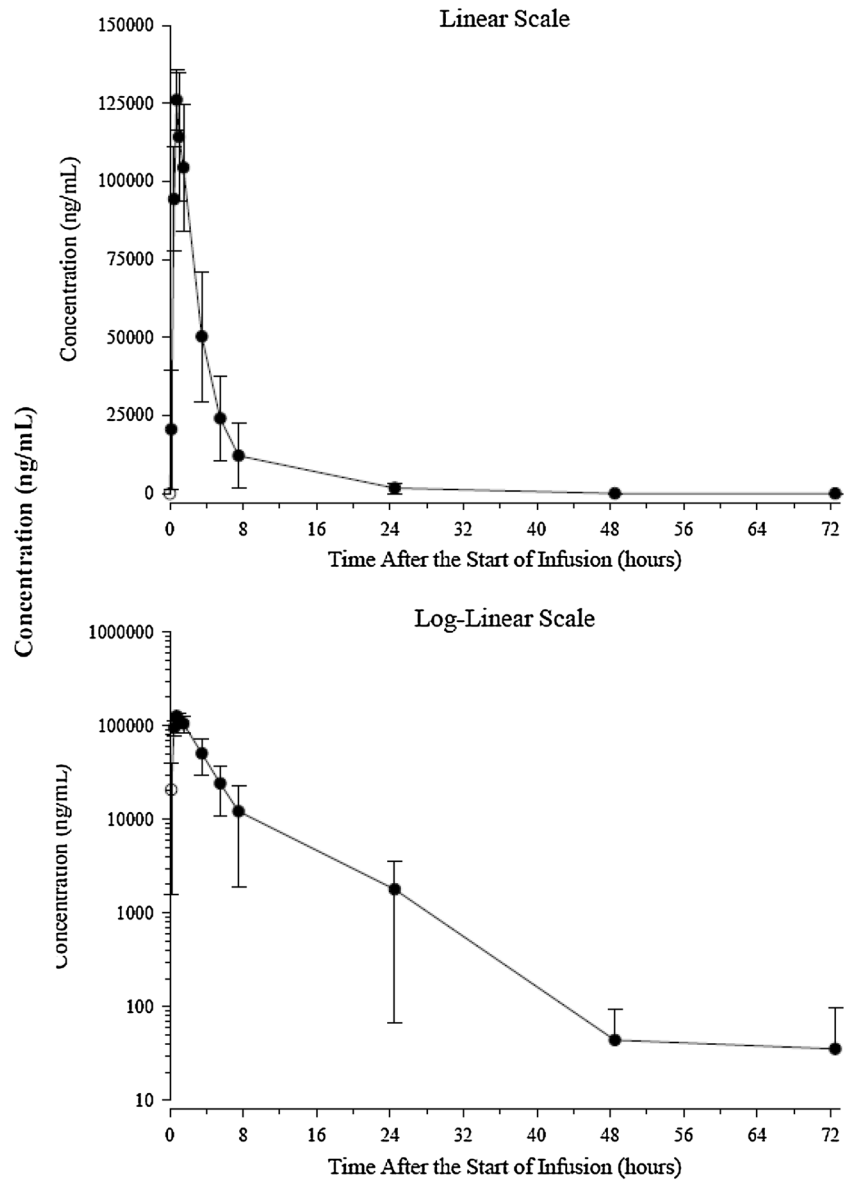 Concentration (ng/mL)
Linear Scale
Concentration (ng/mL)
150000
125000
100000
75000
50000
25000
0
0 8 16 24 32 40 48 56 64 72
Time After the Start of Infusion (hours)
Log-Linear Scale
Concentration (ng/mL)
1000000
100000
10000
1000
100
10
0 8 16 24 32 40 48 56 64 72
Time After the Start of Infusion (hours)